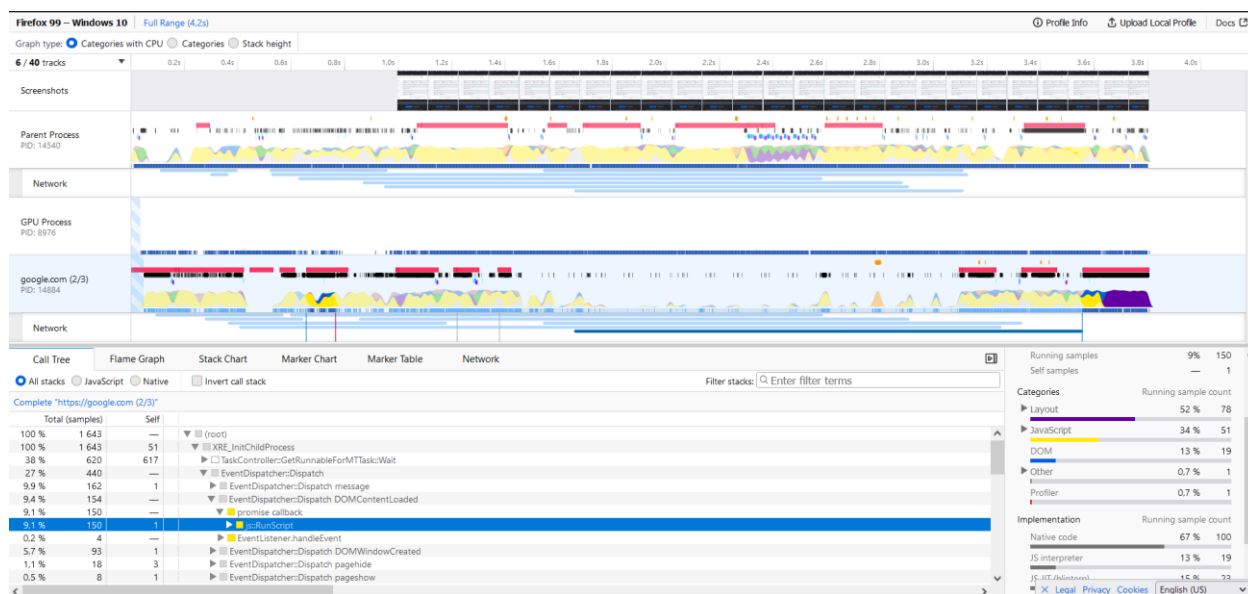 Firefox 99 – Windows 10 Full Range (4.2s) Profile Info Upload Local Profile Docs
Graph type: Categories with CPU Categories Stack height
6 / 40 tracks 0.2s 0.4s 0.6s 0.8s 1.0s 1.2s 1.4s 1.6s 1.8s 2.0s 2.2s 2.4s 2.6s 2.8s 3.0s 3.2s 3.4s 3.6s 3.8s 4.0s
Screenshots
Parent Process
PID: 14540
Network
GPU Process
PID: 8976
google.com (2/3)
PID: 14884
Network
Call Tree Flame Graph Stack Chart Marker Chart Marker Table Network
All stacks JavaScript Native Invert call stack Filter stacks: Enter filter terms
Complete "https://google.com (2/3)"
Total (samples) Self
100 % 1 643 — (root)
100 % 1 643 51 XRE_InitChildProcess
38 % 620 617 TaskController::GetRunnableForMTTask::Wait
27 % 440 — EventDispatcher::Dispatch
9,9 % 162 1 EventDispatcher::Dispatch message
9,4 % 154 — EventDispatcher::Dispatch DOMContentLoaded
9,1 % 150 — promise callback
9,1 % 150 1 js::RunScript
0,2 % 4 — EventListener.handleEvent
5,7 % 93 1 EventDispatcher::Dispatch DOMWindowCreated
1,1 % 18 3 EventDispatcher::Dispatch pagehide
0,5 % 8 1 EventDispatcher::Dispatch pageshow
Running samples 9% 150
Self samples — 1
Categories Running sample count
Layout 52 % 78
JavaScript 34 % 51
DOM 13 % 19
Other 0,7 % 1
Profiler 0,7 % 1
Implementation Running sample count
Native code 67 % 100
JS interpreter 13 % 19
15 % 23
Legal Privacy Cookies English (US)